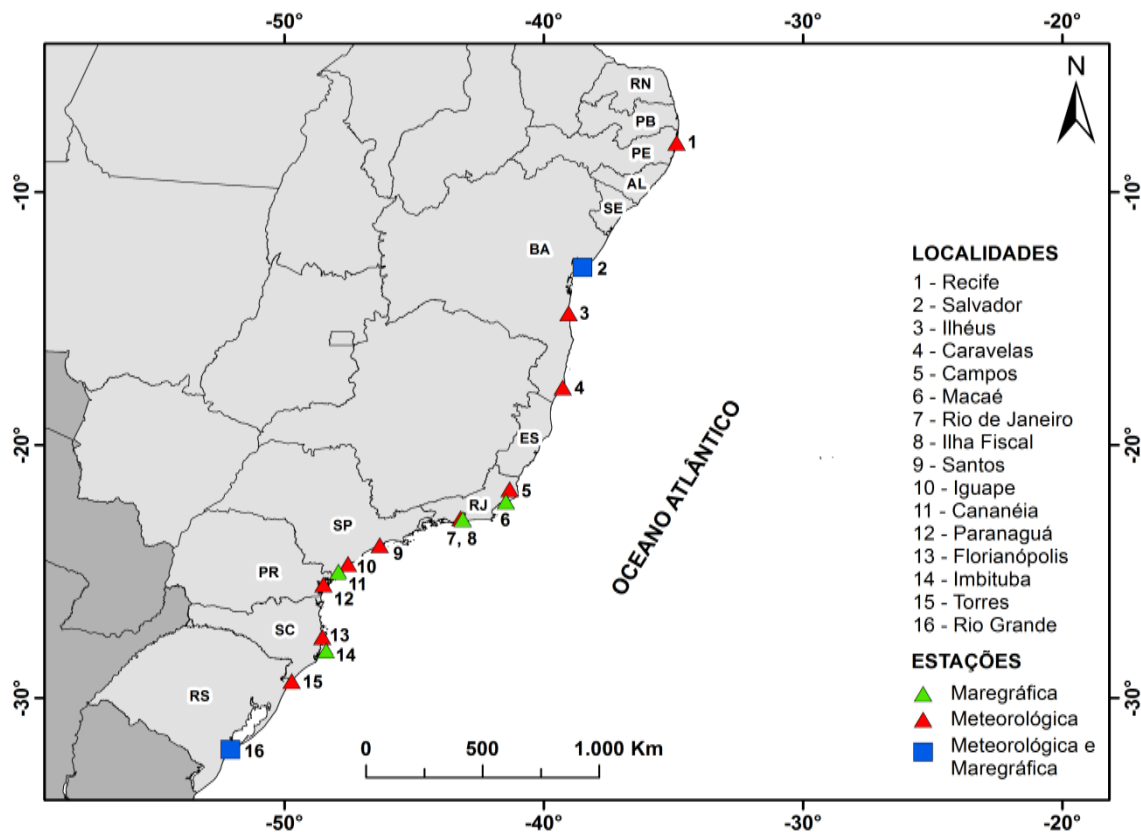 -50° -40° -30° -20°
N
RN
PB
1
PE
AL
-10° -10°
SE
BA
2
3
4
ES
-20° -20°
OCEANO ATLÂNTICO
5
RJ
6
SP
7, 8
9
10
PR
11
12
SC
13
14
15
RS
-30° -30°
16
0 500 1.000 Km
LOCALIDADES
1 - Recife
2 - Salvador
3 - Ilhéus
4 - Caravelas
5 - Campos
6 - Macaé
7 - Rio de Janeiro
8 - Ilha Fiscal
9 - Santos
10 - Iguape
11 - Cananéia
12 - Paranaguá
13 - Florianópolis
14 - Imbituba
15 - Torres
16 - Rio Grande
ESTAÇÕES
Maregráfica
Meteorológica
Meteorológica e
Maregráfica
-50° -40° -30° -20°